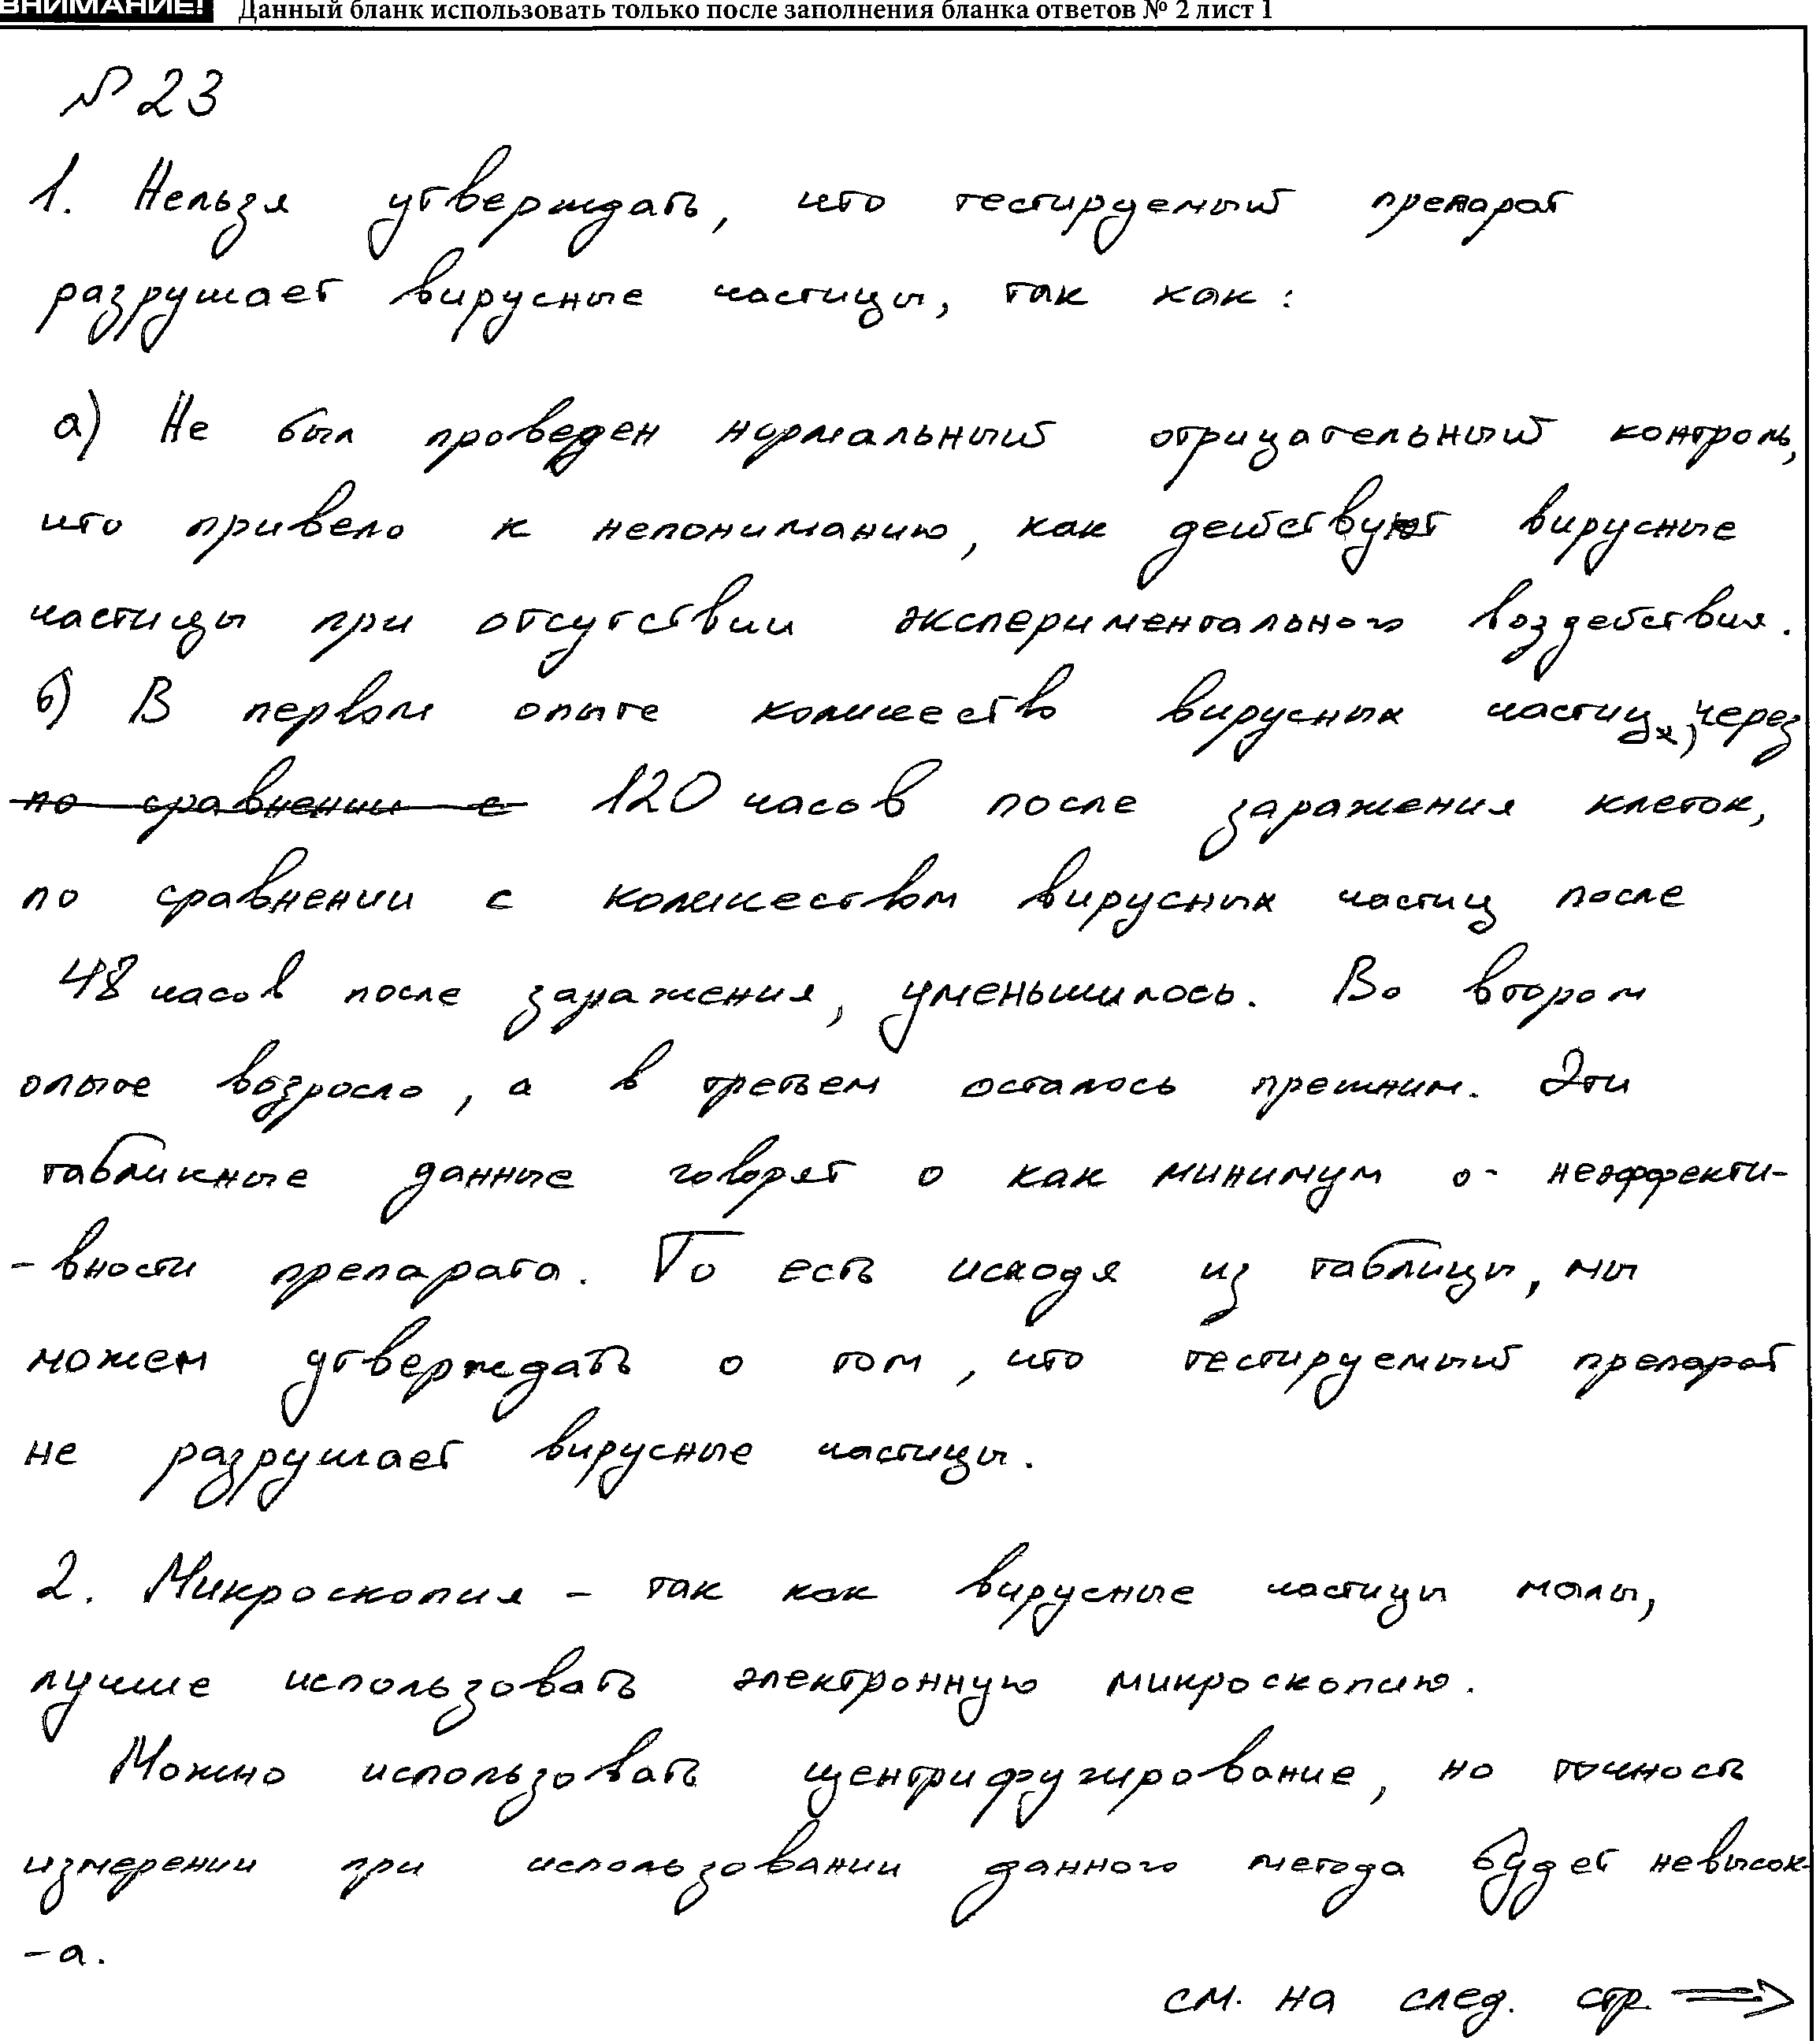 ВНИМАНИЕ! Данный бланк использовать только после заполнения бланка ответов № 2 лист 1
№ 23
1. Нельзя утверждать, что тестируемый препарат
разрушает вирусные частицы, так как:
а) Не был проведен нормальный отрицательный контроль,
что привело к непониманию, как действуют вирусные
частицы при отсутствии экспериментального воздействия.
б) В первом опыте количество вирусных частиц, через
по сравнении с 120 часов после заражения клеток,
по сравнении с количеством вирусных частиц после
48 часов после заражения, уменьшилось. Во втором
опыте возросло, а в третьем осталось прежним. Эти
табличные данные говорят о как минимум о неэффекти-
-вности препарата. То есть исходя из таблицы, мы
можем утверждать о том, что тестируемый препарат
не разрушает вирусные частицы.
2. Микроскопия - так как вирусные частицы малы,
лучше использовать электронную микроскопию.
Можно использовать центрифугирование, но точность
измерении при использовании данного метода будет невысок-
-а.
см. на след. стр ⟹